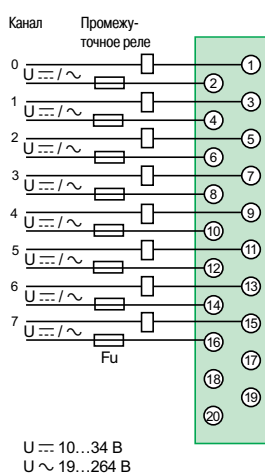 Канал Промежу-
точное реле
0 1
U ⎓ / ∼ 2
1 3
U ⎓ / ∼ 4
2 5
U ⎓ / ∼ 6
3 7
U ⎓ / ∼ 8
4 9
U ⎓ / ∼ 10
5 11
U ⎓ / ∼ 12
6 13
U ⎓ / ∼ 14
7 15
U ⎓ / ∼ 16
Fu 17
18
19
20
U ⎓ 10...34 В
U ∼ 19...264 В